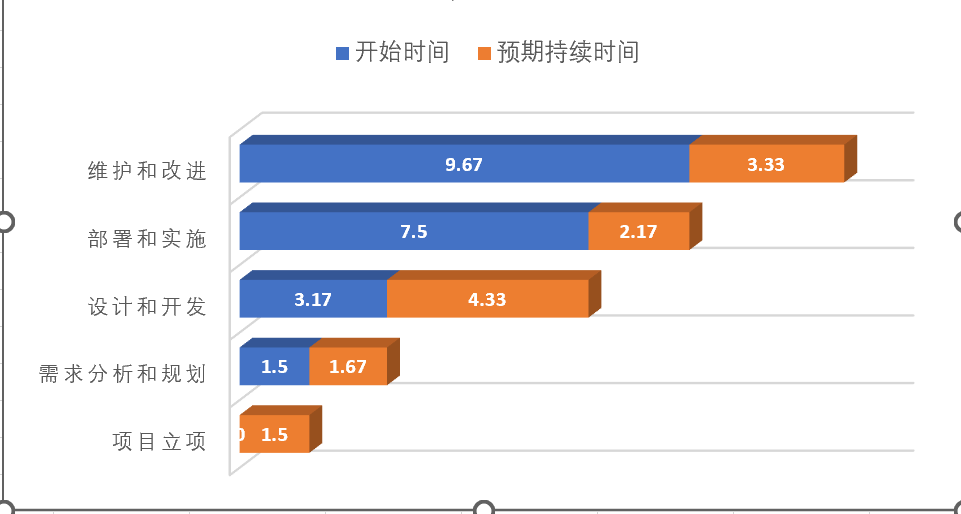 开始时间 预期持续时间
维护和改进 9.67 3.33
部署和实施 7.5 2.17
设计和开发 3.17 4.33
需求分析和规划 1.5 1.67
项目立项 0 1.5